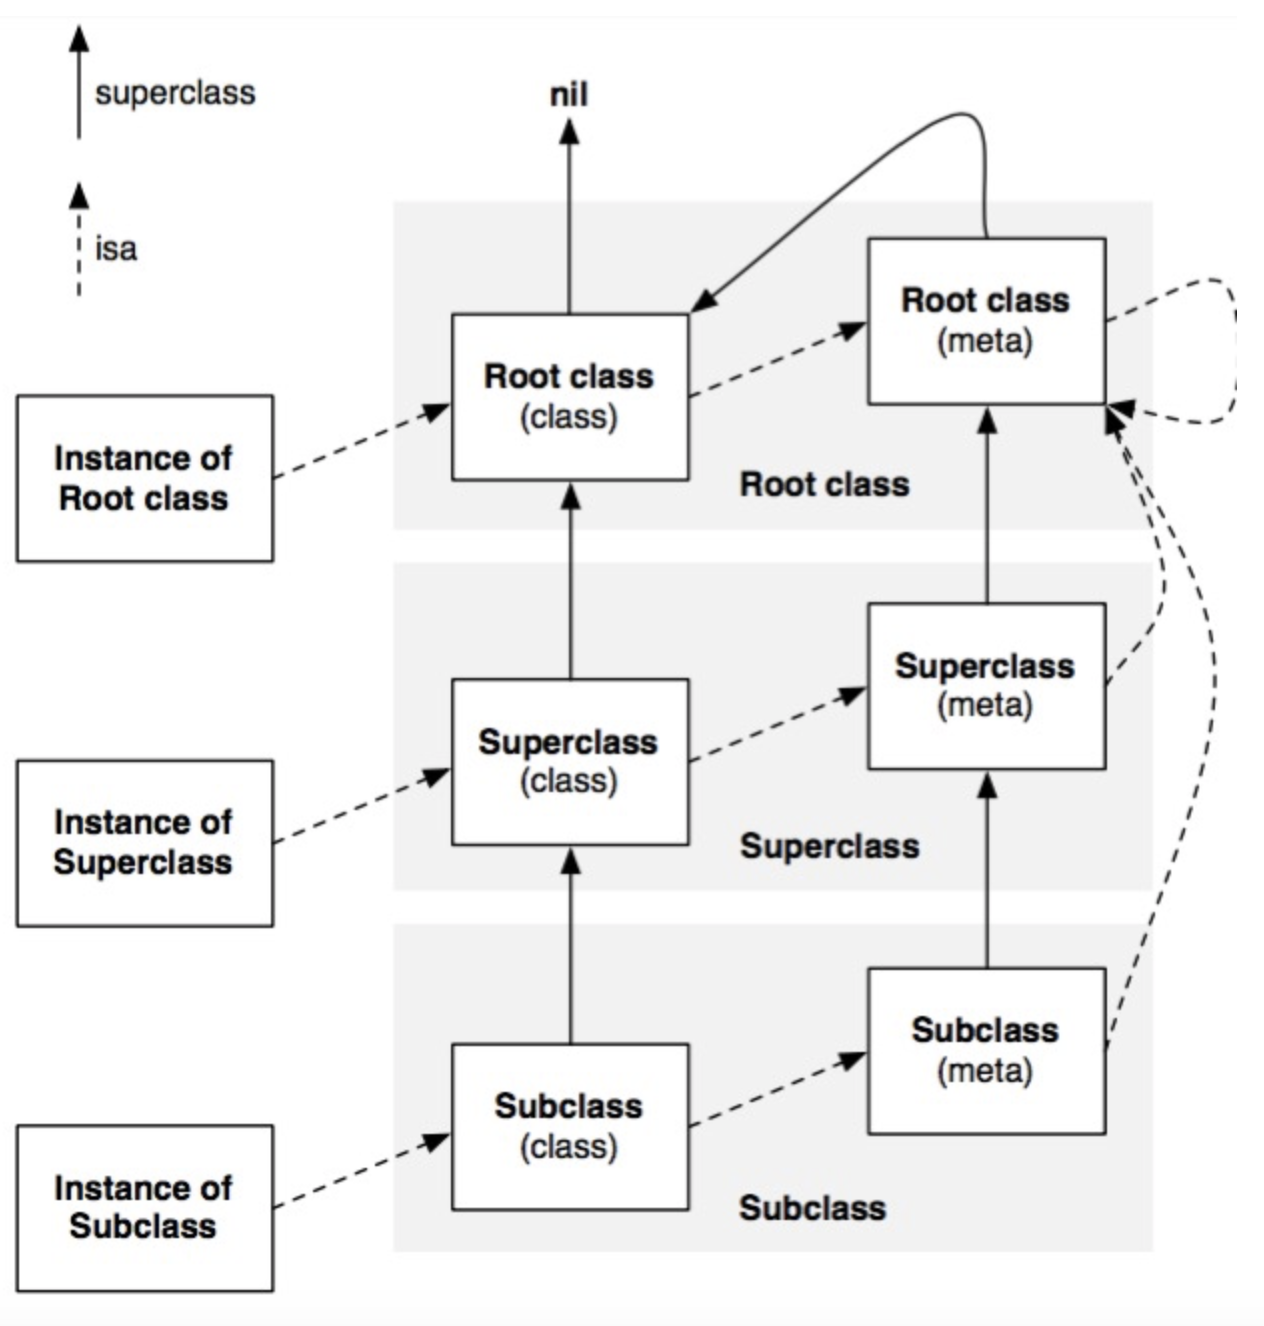 superclass
isa
nil
Root class
(meta)
Root class
(class)
Instance of
Root class
Root class
Superclass
(meta)
Superclass
(class)
Instance of
Superclass
Superclass
Subclass
(meta)
Subclass
(class)
Instance of
Subclass
Subclass